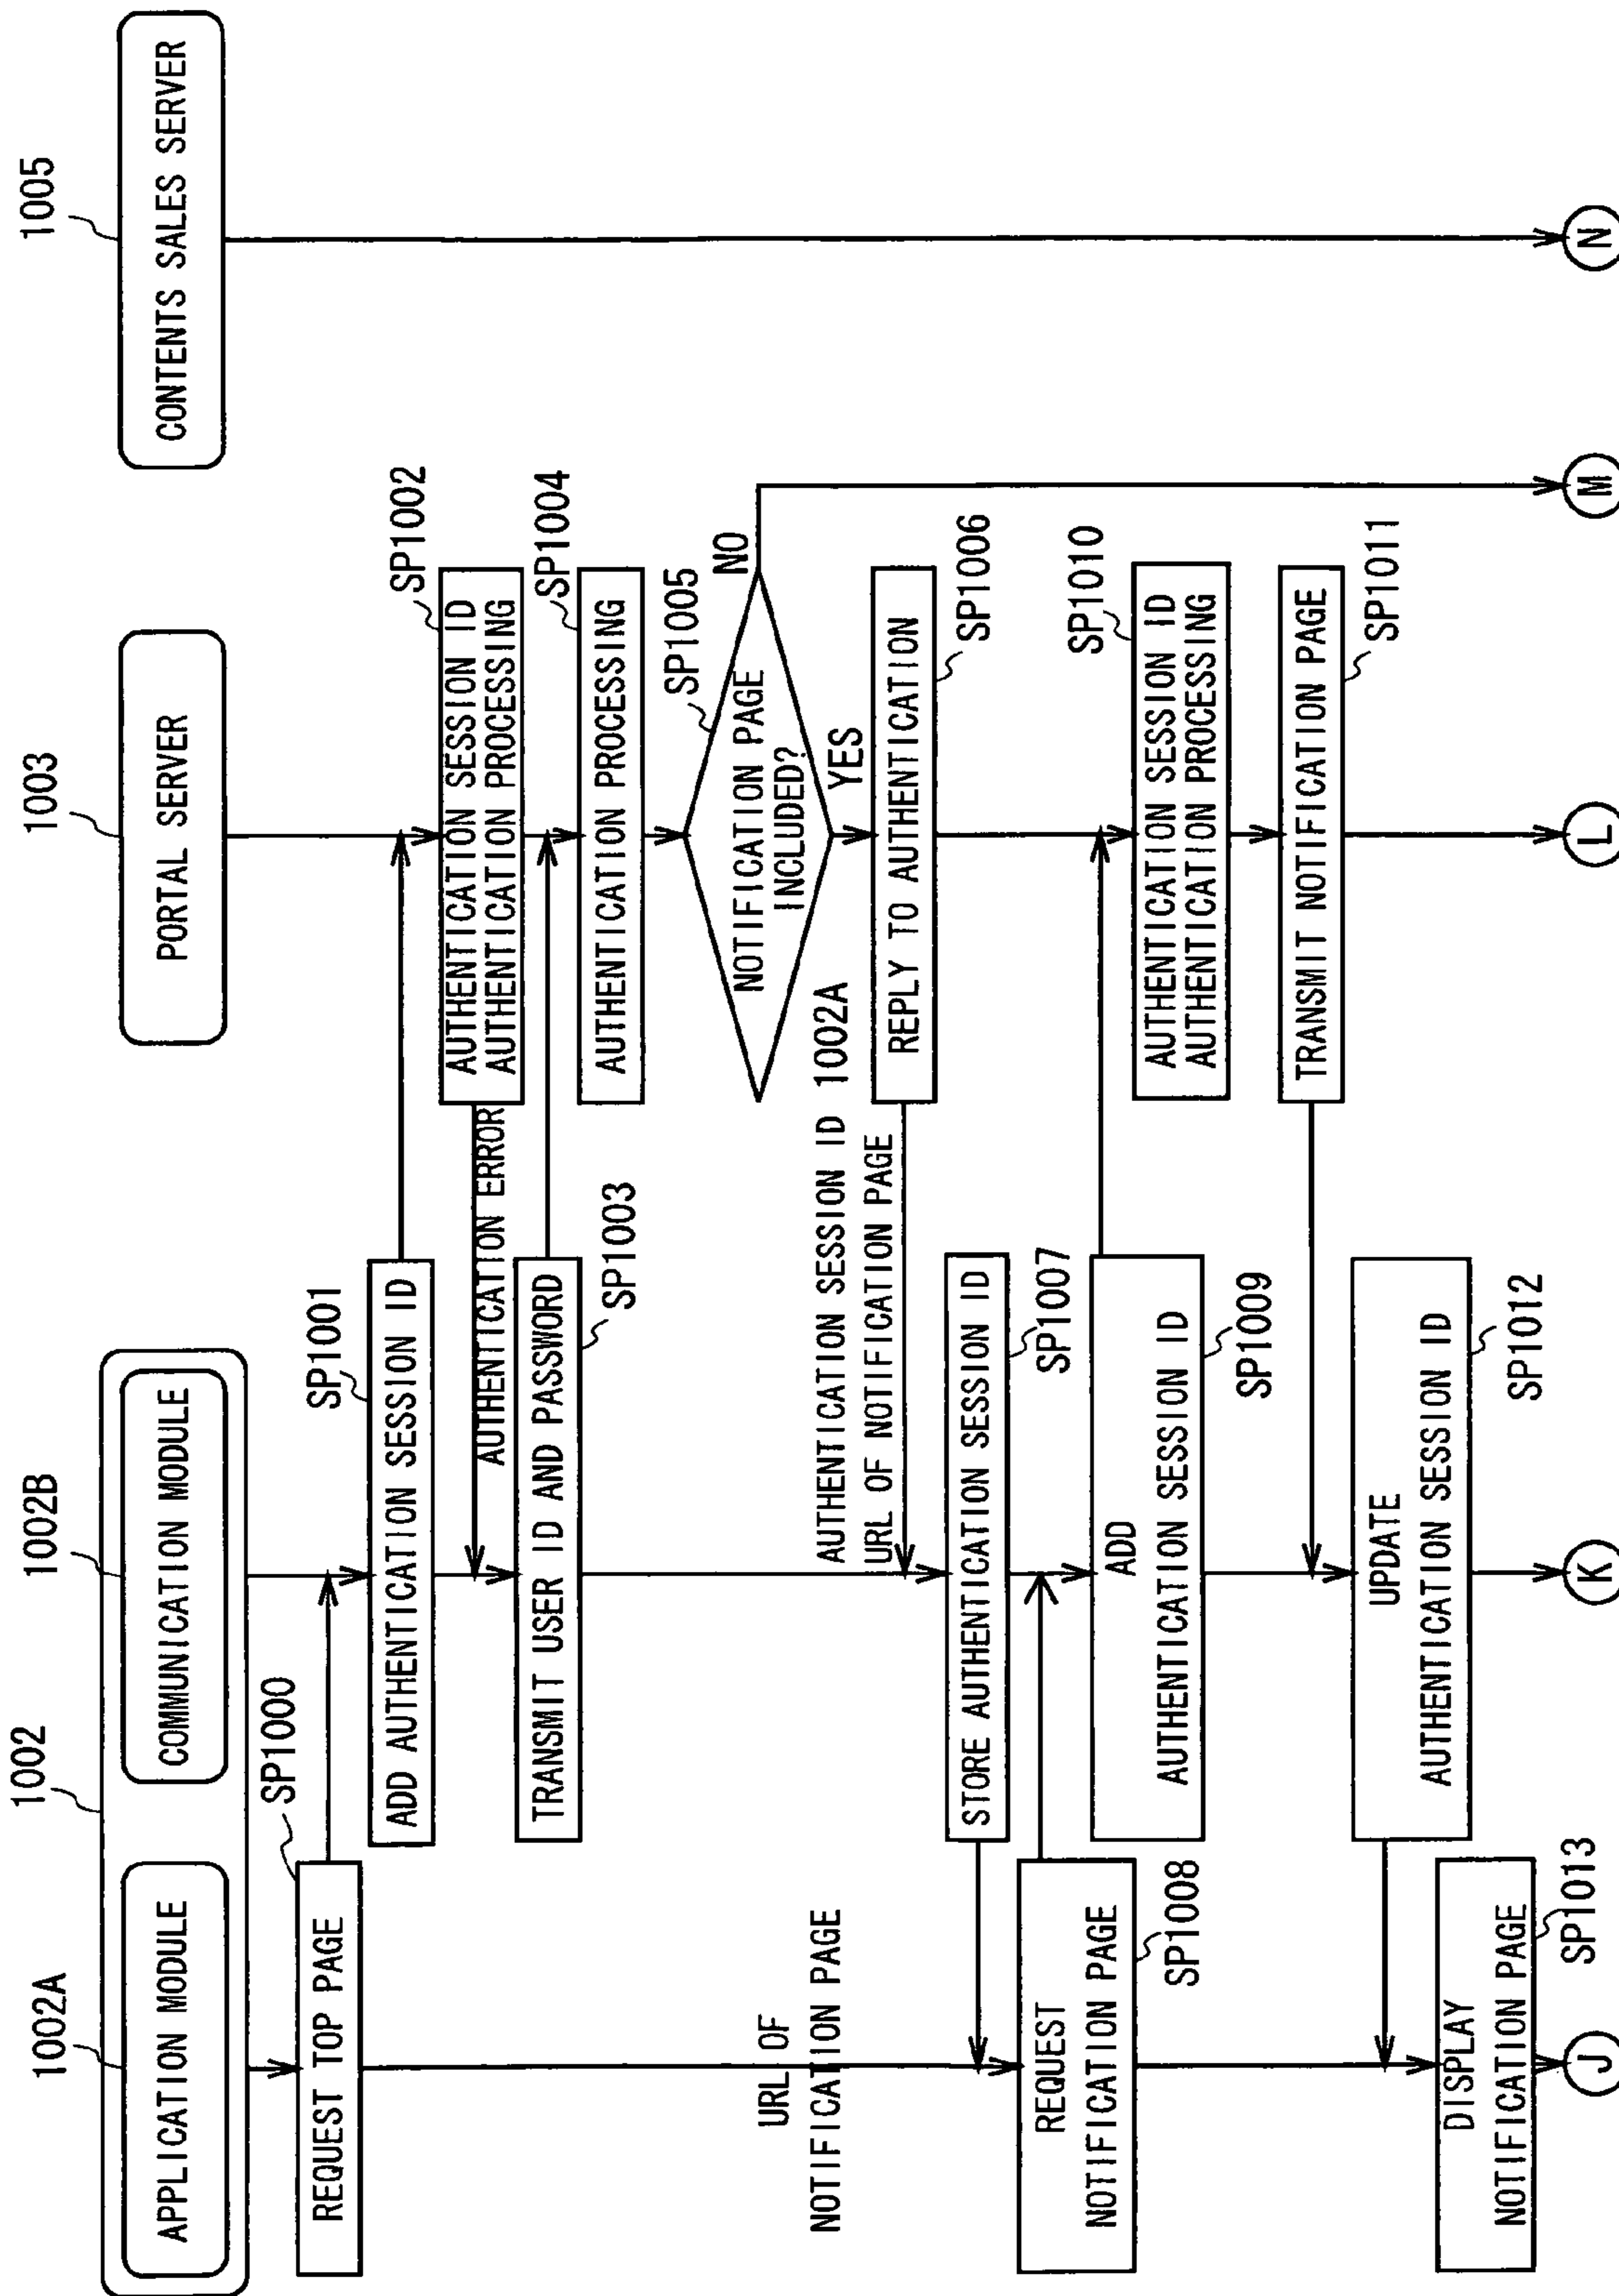 1002
1002A
APPLICATION MODULE
1002B
COMMUNICATION MODULE
1003
PORTAL SERVER
1005
CONTENTS SALES SERVER
SP1000
REQUEST TOP PAGE
SP1001
ADD AUTHENTICATION SESSION ID
SP1002
AUTHENTICATION SESSION ID
AUTHENTICATION PROCESSING
AUTHENTICATION ERROR
TRANSMIT USER ID AND PASSWORD
SP1003
SP1004
AUTHENTICATION PROCESSING
SP1005
NOTIFICATION PAGE
INCLUDED?
NO
YES
AUTHENTICATION SESSION ID 1002A
URL OF NOTIFICATION PAGE
REPLY TO AUTHENTICATION
SP1006
URL OF
NOTIFICATION PAGE
STORE AUTHENTICATION SESSION ID
SP1007
REQUEST
NOTIFICATION PAGE
SP1008
ADD
AUTHENTICATION SESSION ID
SP1009
SP1010
AUTHENTICATION SESSION ID
AUTHENTICATION PROCESSING
TRANSMIT NOTIFICATION PAGE
SP1011
UPDATE
AUTHENTICATION SESSION ID
SP1012
DISPLAY
NOTIFICATION PAGE
SP1013
J
K
L
M
N